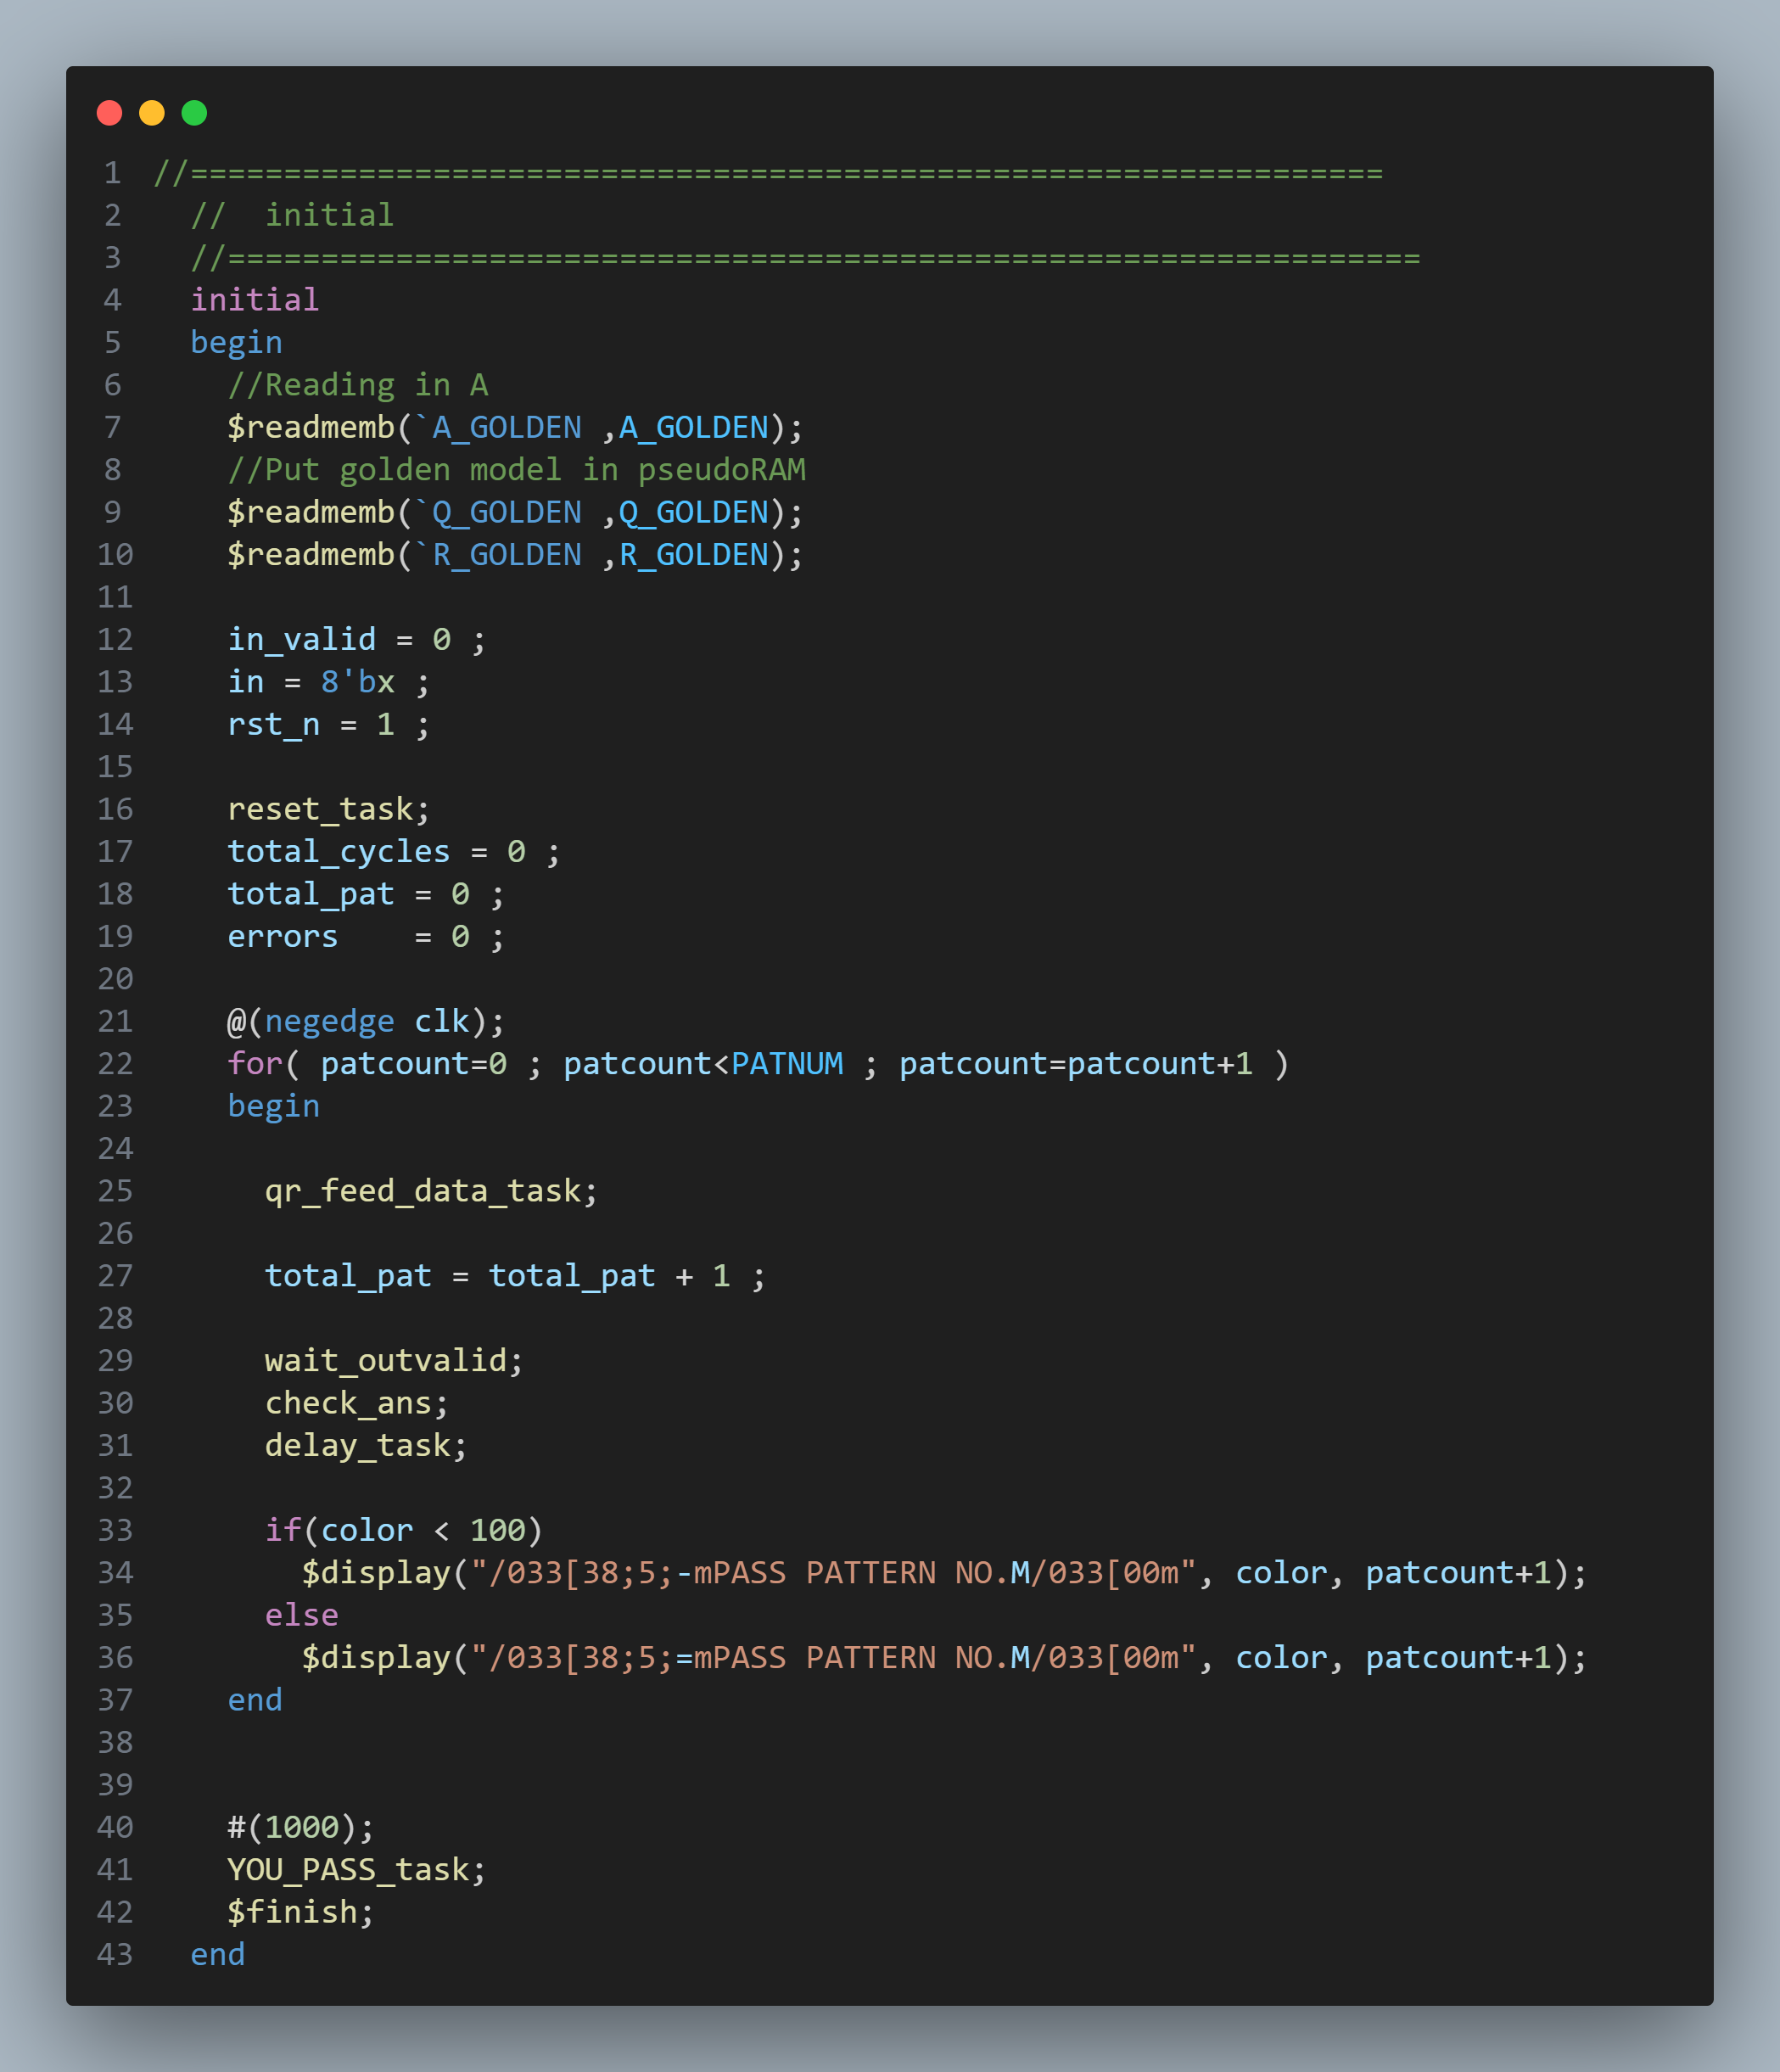 1 //================================================================
2   //  initial
3   //================================================================
4   initial
5   begin
6     //Reading in A
7     $readmemb(`A_GOLDEN ,A_GOLDEN);
8     //Put golden model in pseudoRAM
9     $readmemb(`Q_GOLDEN ,Q_GOLDEN);
10     $readmemb(`R_GOLDEN ,R_GOLDEN);
11
12     in_valid = 0 ;
13     in = 8'bx ;
14     rst_n = 1 ;
15
16     reset_task;
17     total_cycles = 0 ;
18     total_pat = 0 ;
19     errors    = 0 ;
20
21     @(negedge clk);
22     for( patcount=0 ; patcount<PATNUM ; patcount=patcount+1 )
23     begin
24
25       qr_feed_data_task;
26
27       total_pat = total_pat + 1 ;
28
29       wait_outvalid;
30       check_ans;
31       delay_task;
32
33       if(color < 100)
34         $display("/033[38;5;-mPASS PATTERN NO.M/033[00m", color, patcount+1);
35       else
36         $display("/033[38;5;=mPASS PATTERN NO.M/033[00m", color, patcount+1);
37     end
38
39
40     #(1000);
41     YOU_PASS_task;
42     $finish;
43   end